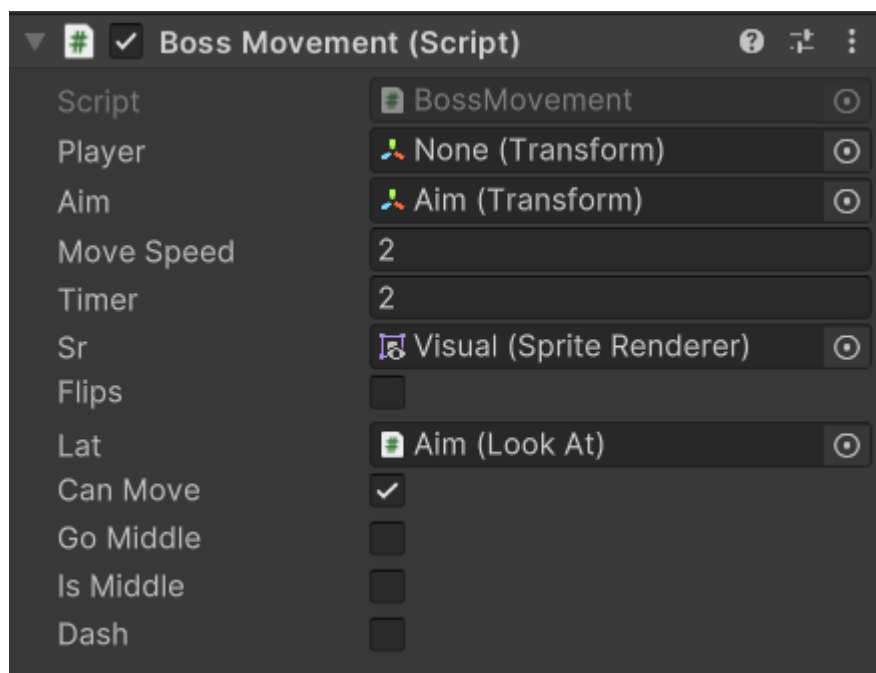 Boss Movement (Script)
Script BossMovement
Player None (Transform)
Aim Aim (Transform)
Move Speed 2
Timer 2
Sr Visual (Sprite Renderer)
Flips
Lat Aim (Look At)
Can Move
Go Middle
Is Middle
Dash